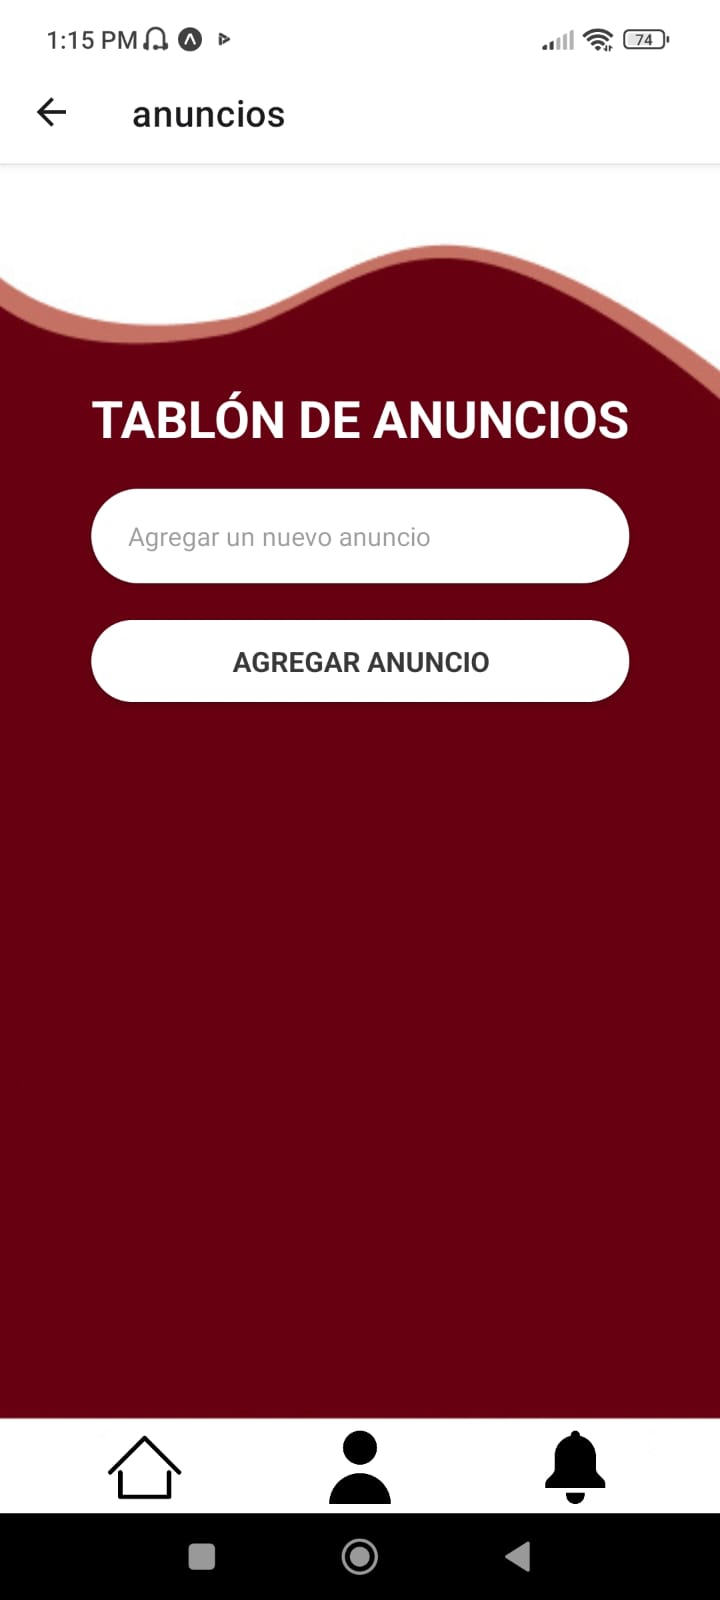 1:15 PM
74
anuncios
TABLÓN DE ANUNCIOS
Agregar un nuevo anuncio
AGREGAR ANUNCIO